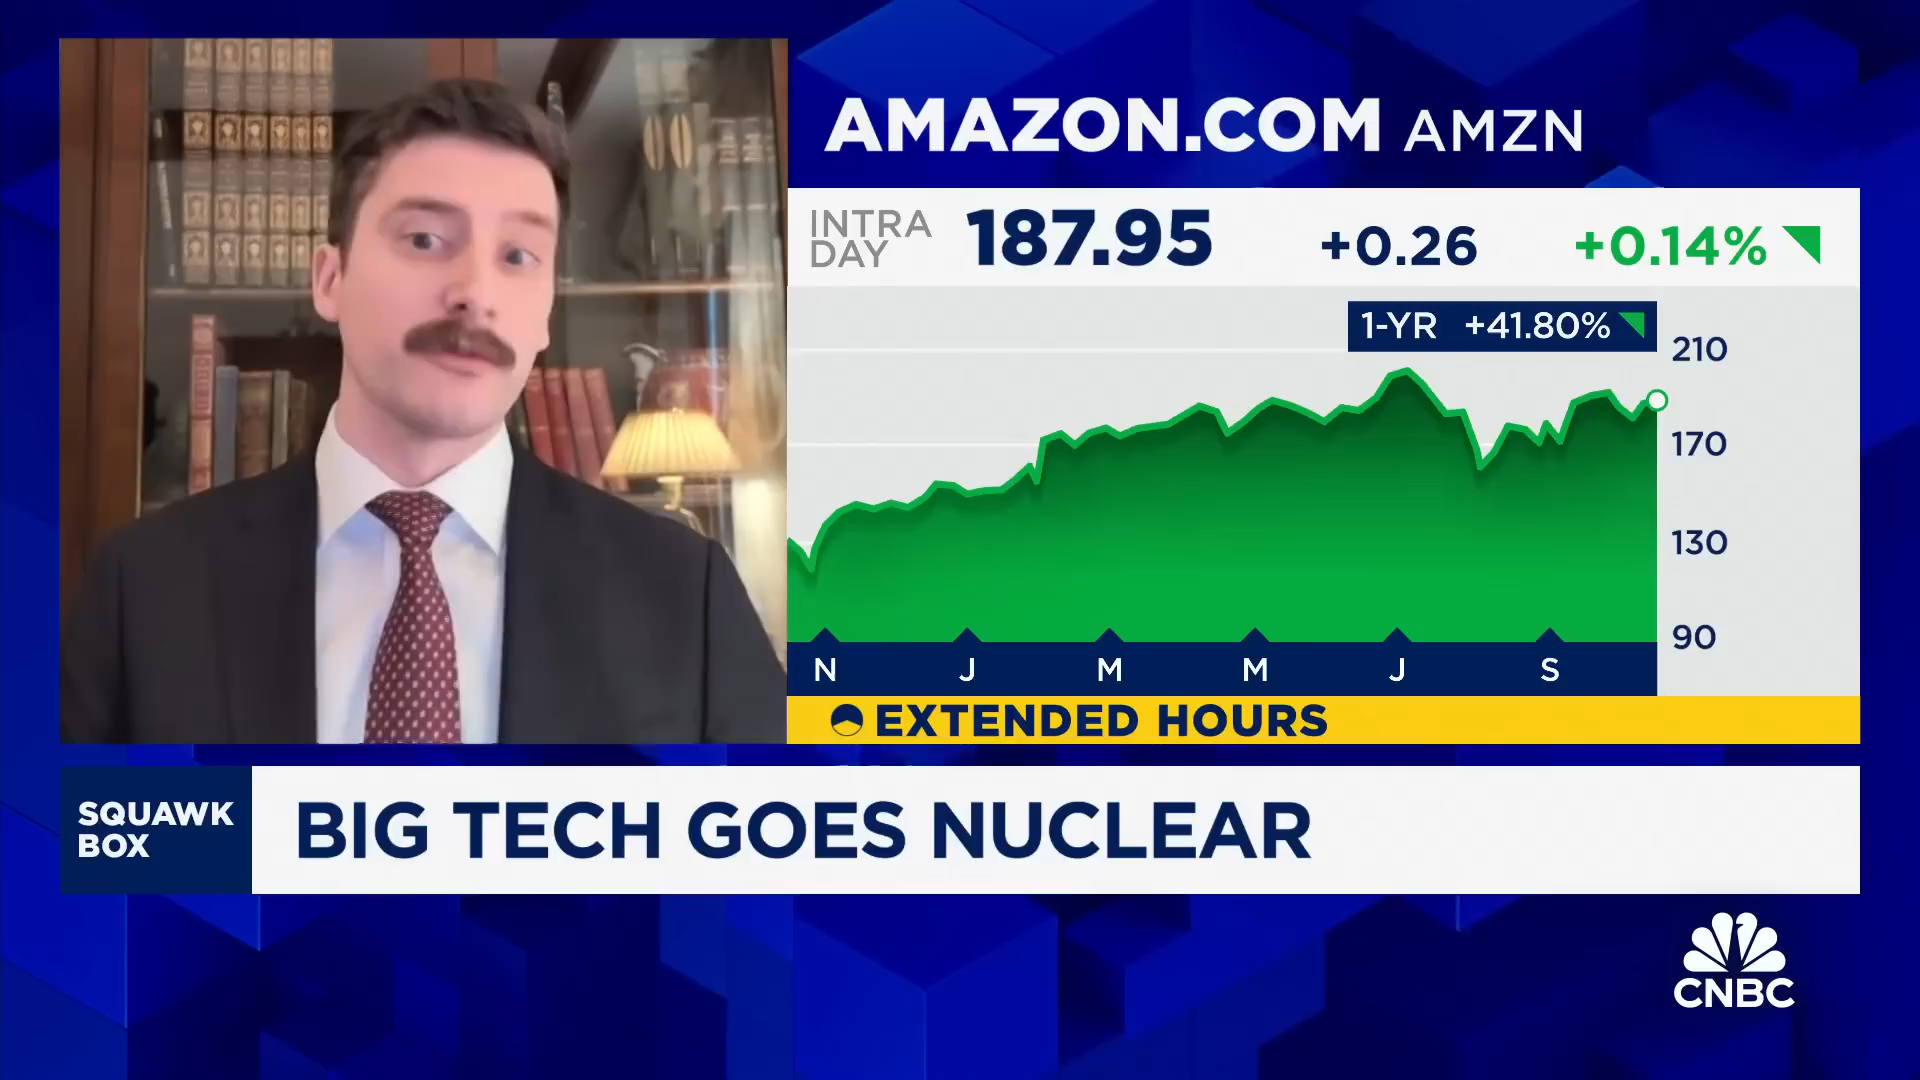 AMAZON.COM AMZN
INTRA DAY 187.95 +0.26 +0.14%
1-YR +41.80%
210
170
130
90
N J M M J S
EXTENDED HOURS
SQUAWK BOX
BIG TECH GOES NUCLEAR
CNBC